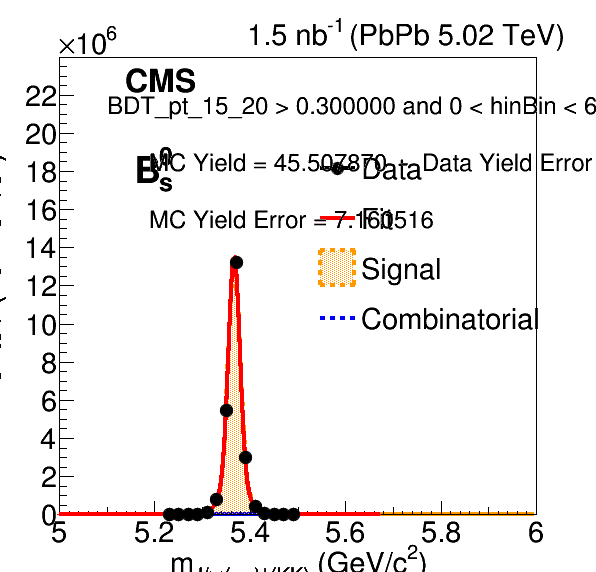 ×10⁶
1.5 nb⁻¹ (PbPb 5.02 TeV)
CMS
BDT_pt_15_20 > 0.300000 and 0 < hinBin < 6
B⁰s
MC Yield = 45.507870 Data Yield Error
Data
MC Yield Error = 7.160516
Fit
Signal
Combinatorial
22
20
18
16
14
12
10
8
6
4
2
0
5 5.2 5.4 5.6 5.8 6
m (GeV/c²)